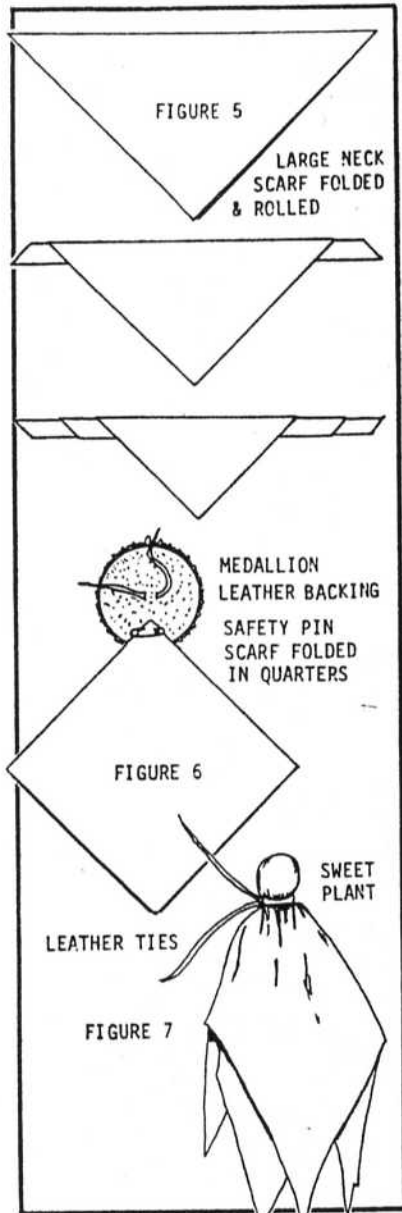 FIGURE 5
LARGE NECK
SCARF FOLDED
& ROLLED
MEDALLION
LEATHER BACKING
SAFETY PIN
SCARF FOLDED
IN QUARTERS
FIGURE 6
SWEET
PLANT
LEATHER TIES
FIGURE 7